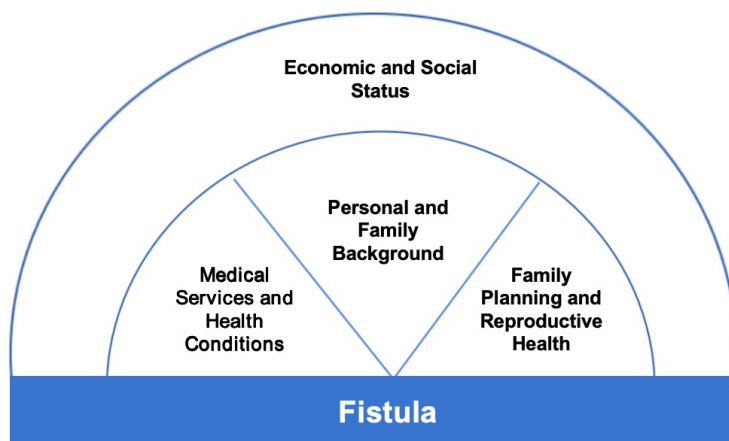 Economic and Social
Status
Personal and
Family
Background
Medical
Services and
Health
Conditions
Family
Planning and
Reproductive
Health
Fistula